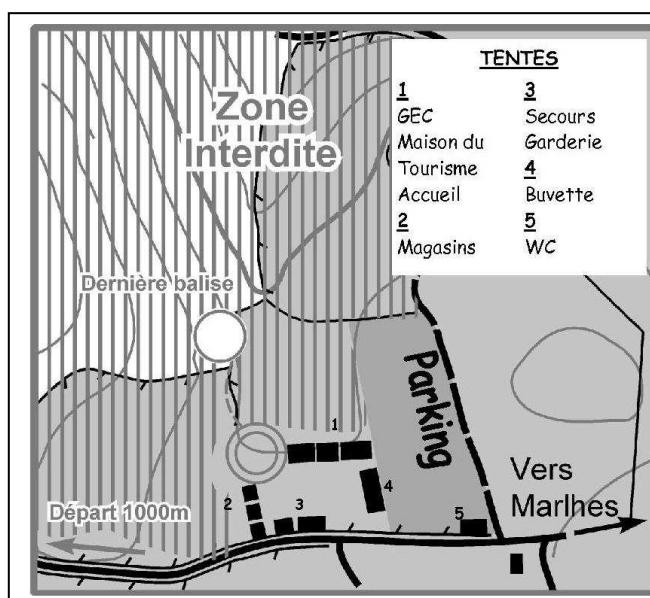 Zone
Interdite
Dernière balise
TENTES
1
GEC
Maison du
Tourisme
Accueil
2
Magasins
3
Secours
Garderie
4
Buvette
5
WC
Parking
1
2
3
4
5
Départ 1000m
Vers
Marlhes